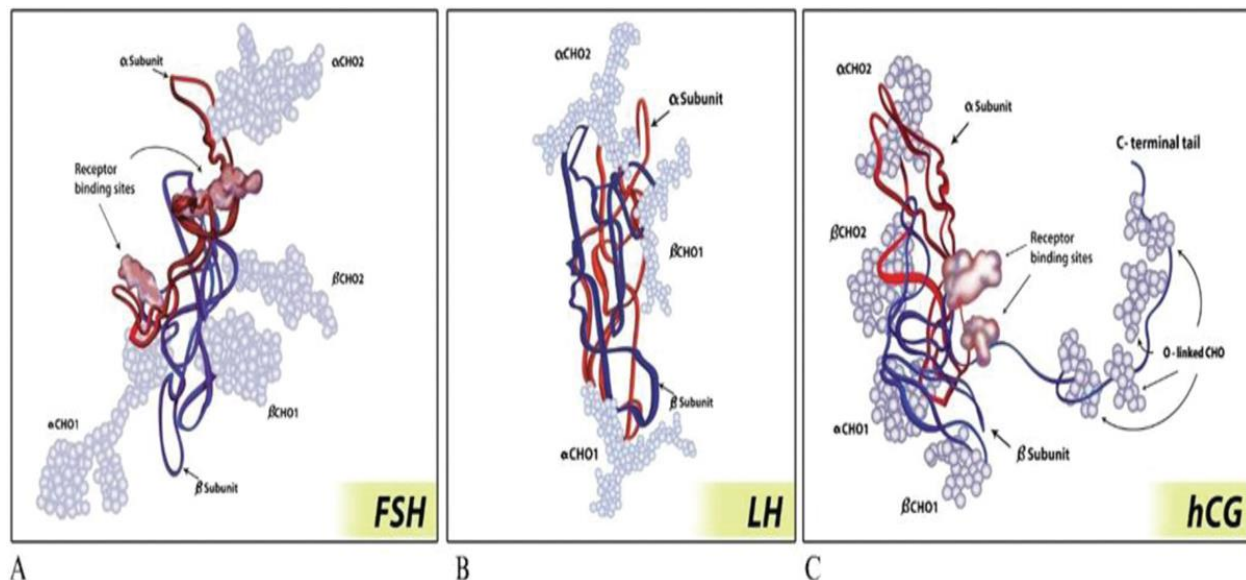 α Subunit
αCHO2
Receptor
binding sites
βCHO2
βCHO1
αCHO1
β Subunit
FSH
A
αCHO2
α Subunit
βCHO1
β Subunit
αCHO1
LH
B
αCHO2
α Subunit
C- terminal tail
βCHO2
Receptor
binding sites
O - linked CHO
αCHO1
β Subunit
βCHO1
hCG
C